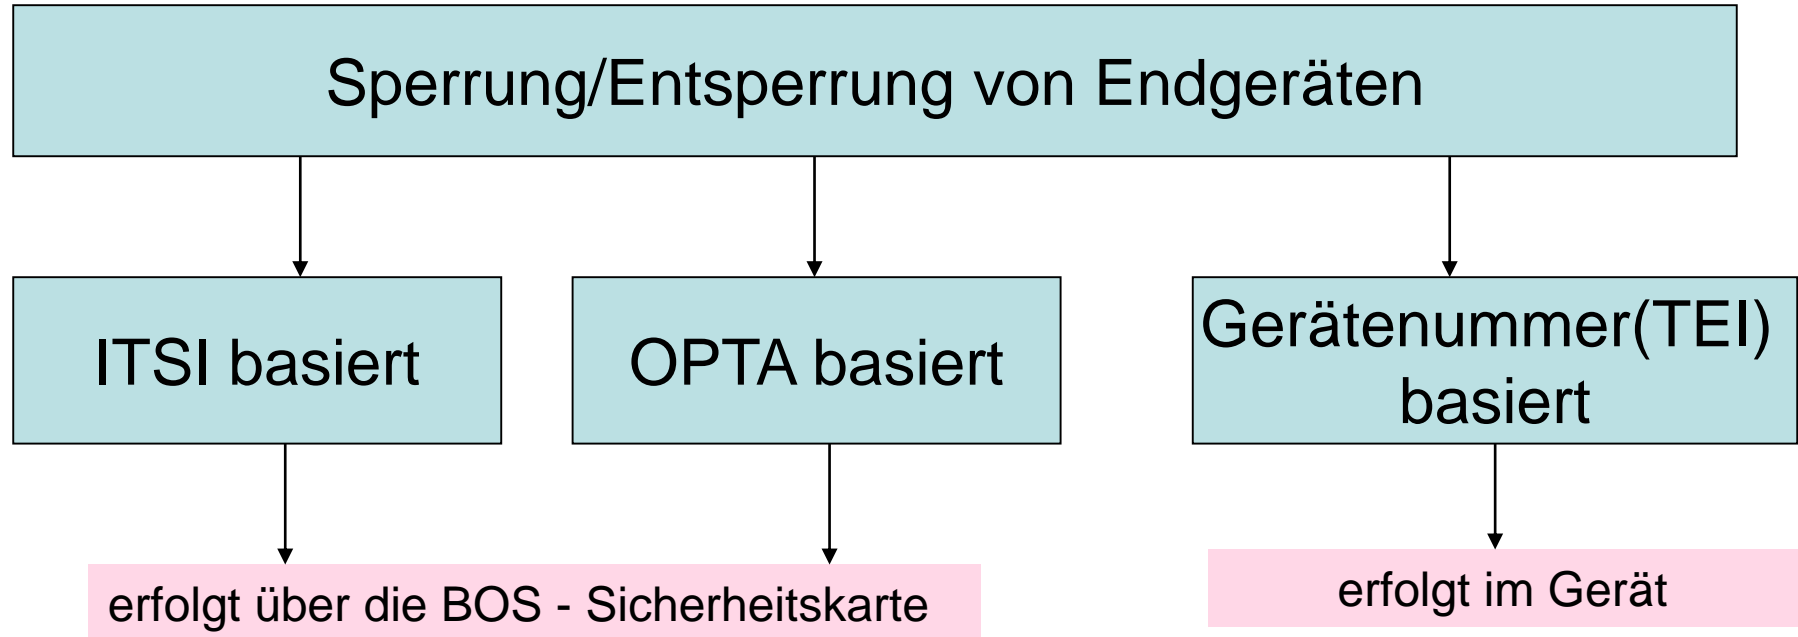 Sperrung/Entsperrung von Endgeräten
ITSI basiert
OPTA basiert
Gerätenummer(TEI)
basiert
erfolgt über die BOS - Sicherheitskarte
erfolgt im Gerät